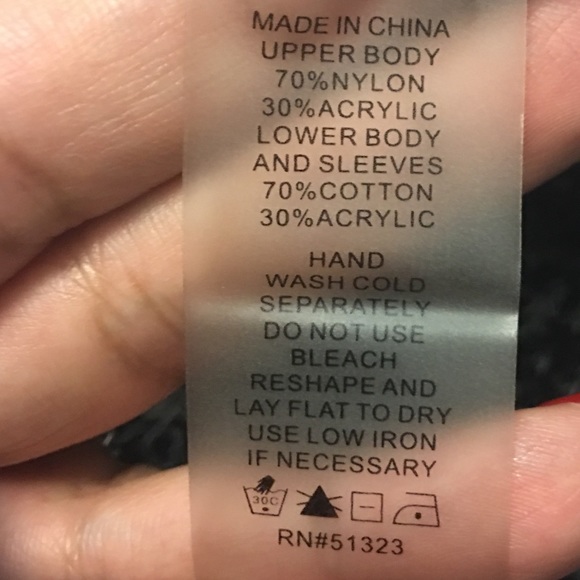 MADE IN CHINA
UPPER BODY
70%NYLON
30%ACRYLIC
LOWER BODY
AND SLEEVES
70%COTTON
30%ACRYLIC
HAND
WASH COLD
SEPARATELY
DO NOT USE
BLEACH
RESHAPE AND
LAY FLAT TO DRY
USE LOW IRON
IF NECESSARY
30C
RN#51323